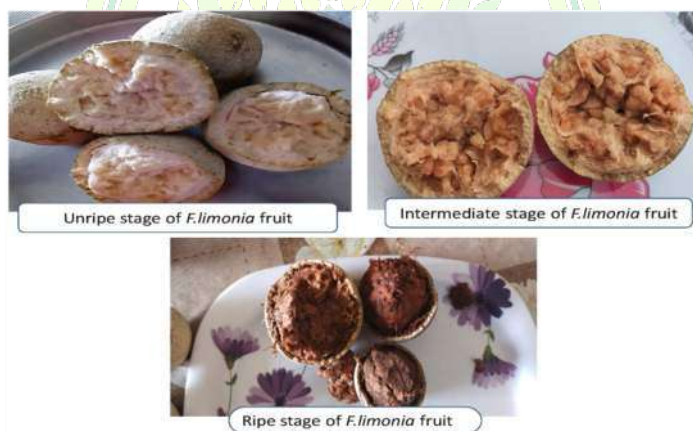 Unripe stage of F.limonia fruit
Intermediate stage of F.limonia fruit
Ripe stage of F.limonia fruit